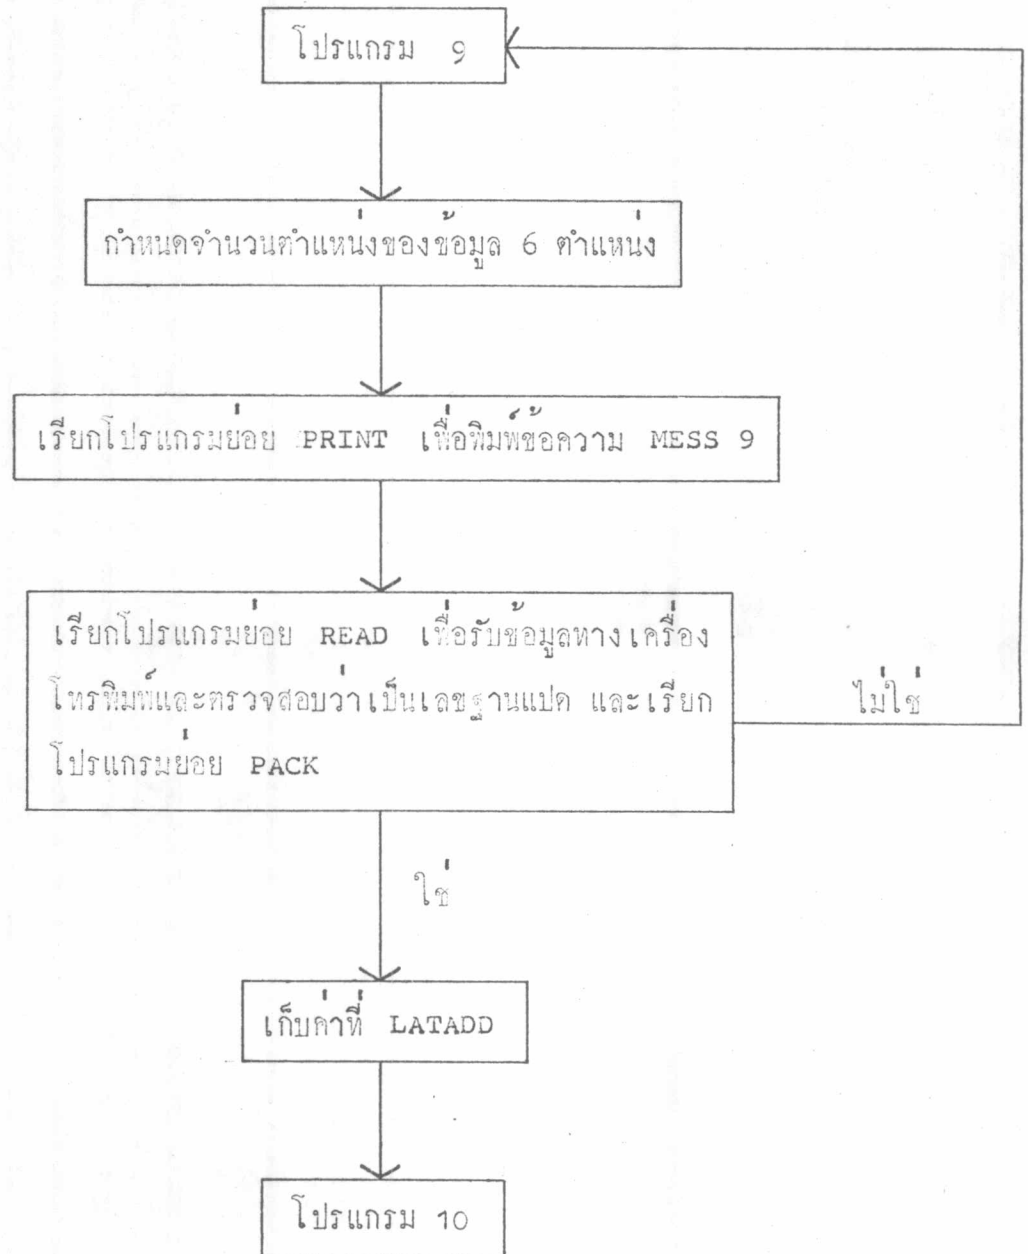 โปรแกรม 9
กำหนดจำนวนตำแหน่งของข้อมูล 6 ตำแหน่ง
เรียกโปรแกรมย่อย PRINT เพื่อพิมพ์ข้อความ MESS 9
เรียกโปรแกรมย่อย READ เพื่อรับข้อมูลทางเครื่อง
โทรพิมพ์และตรวจสอบว่าเป็นเลขฐานแปด และเรียก
โปรแกรมย่อย PACK
ไม่ใช่
ใช่
เก็บค่าที่ LATADD
โปรแกรม 10